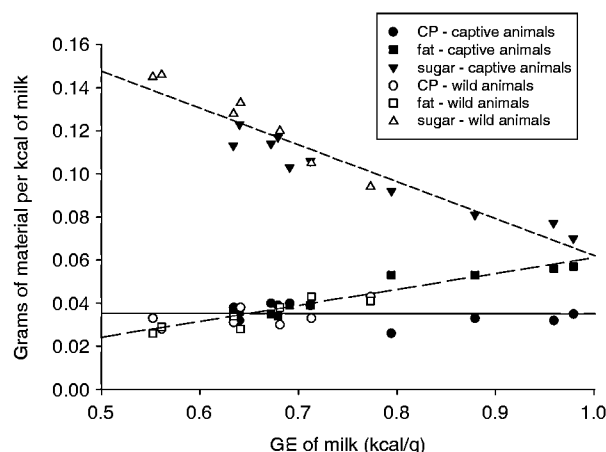 CP - captive animals
fat - captive animals
sugar - captive animals
CP - wild animals
fat - wild animals
sugar - wild animals
Grams of material per kcal of milk
0.16
0.14
0.12
0.10
0.08
0.06
0.04
0.02
0.00
0.5 0.6 0.7 0.8 0.9 1.0
GE of milk (kcal/g)